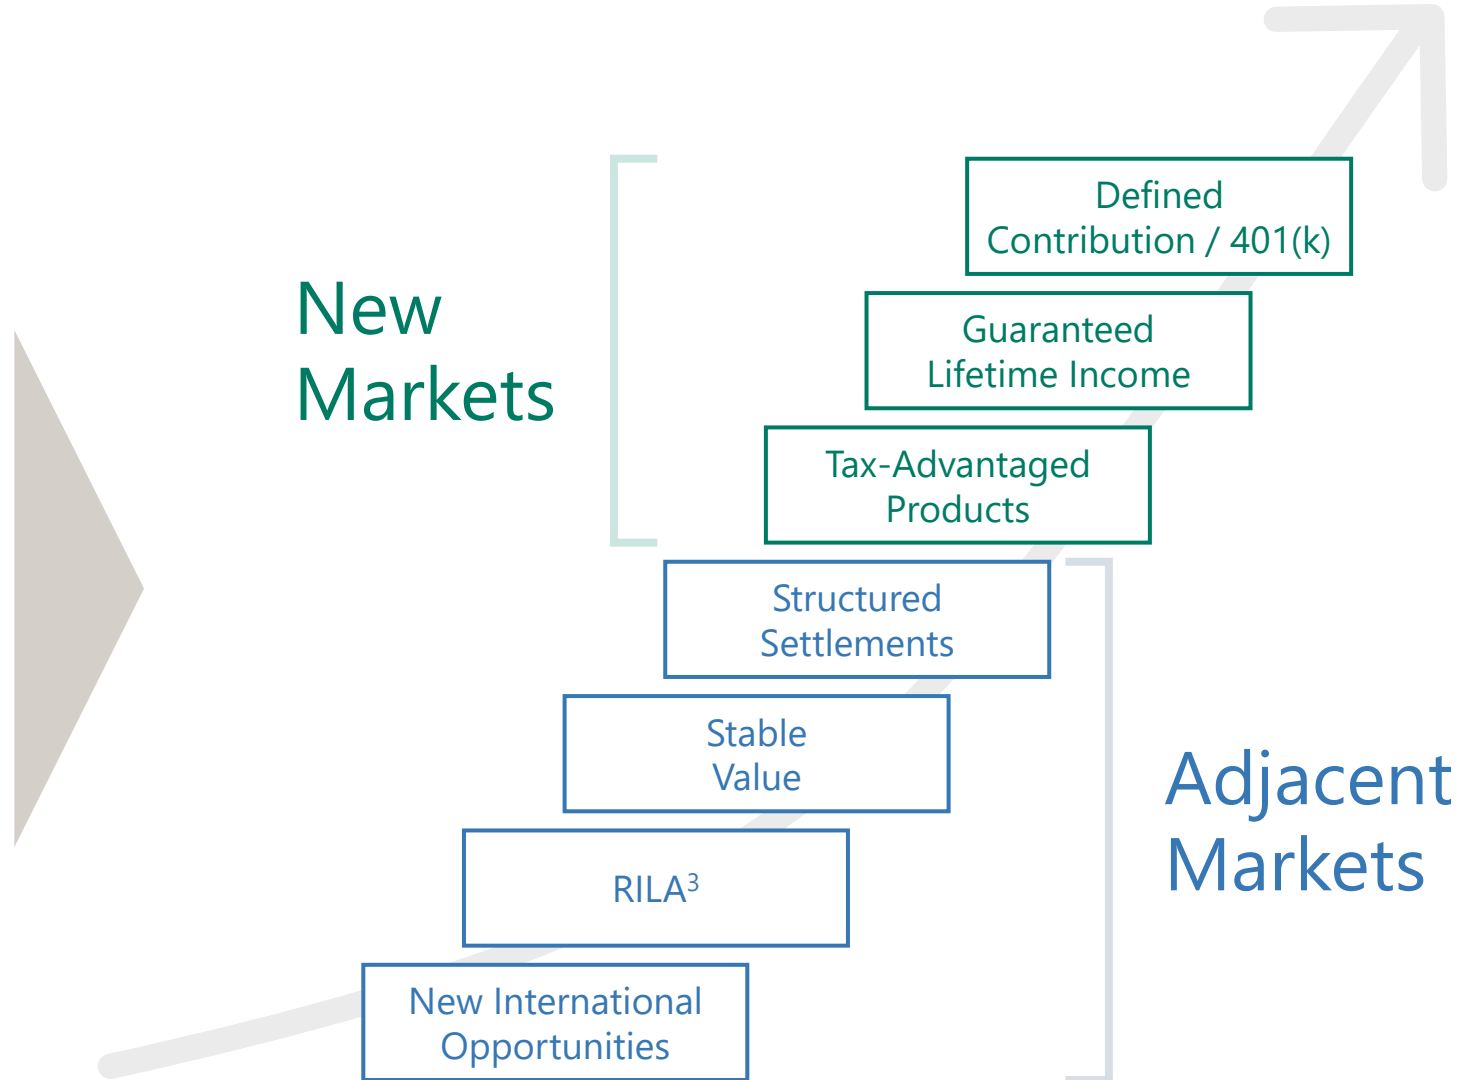 Defined
Contribution / 401(k)
New
Markets
Guaranteed
Lifetime Income
Tax-Advantaged
Products
Structured
Settlements
Stable
Value
Adjacent
Markets
RILA³
New International
Opportunities